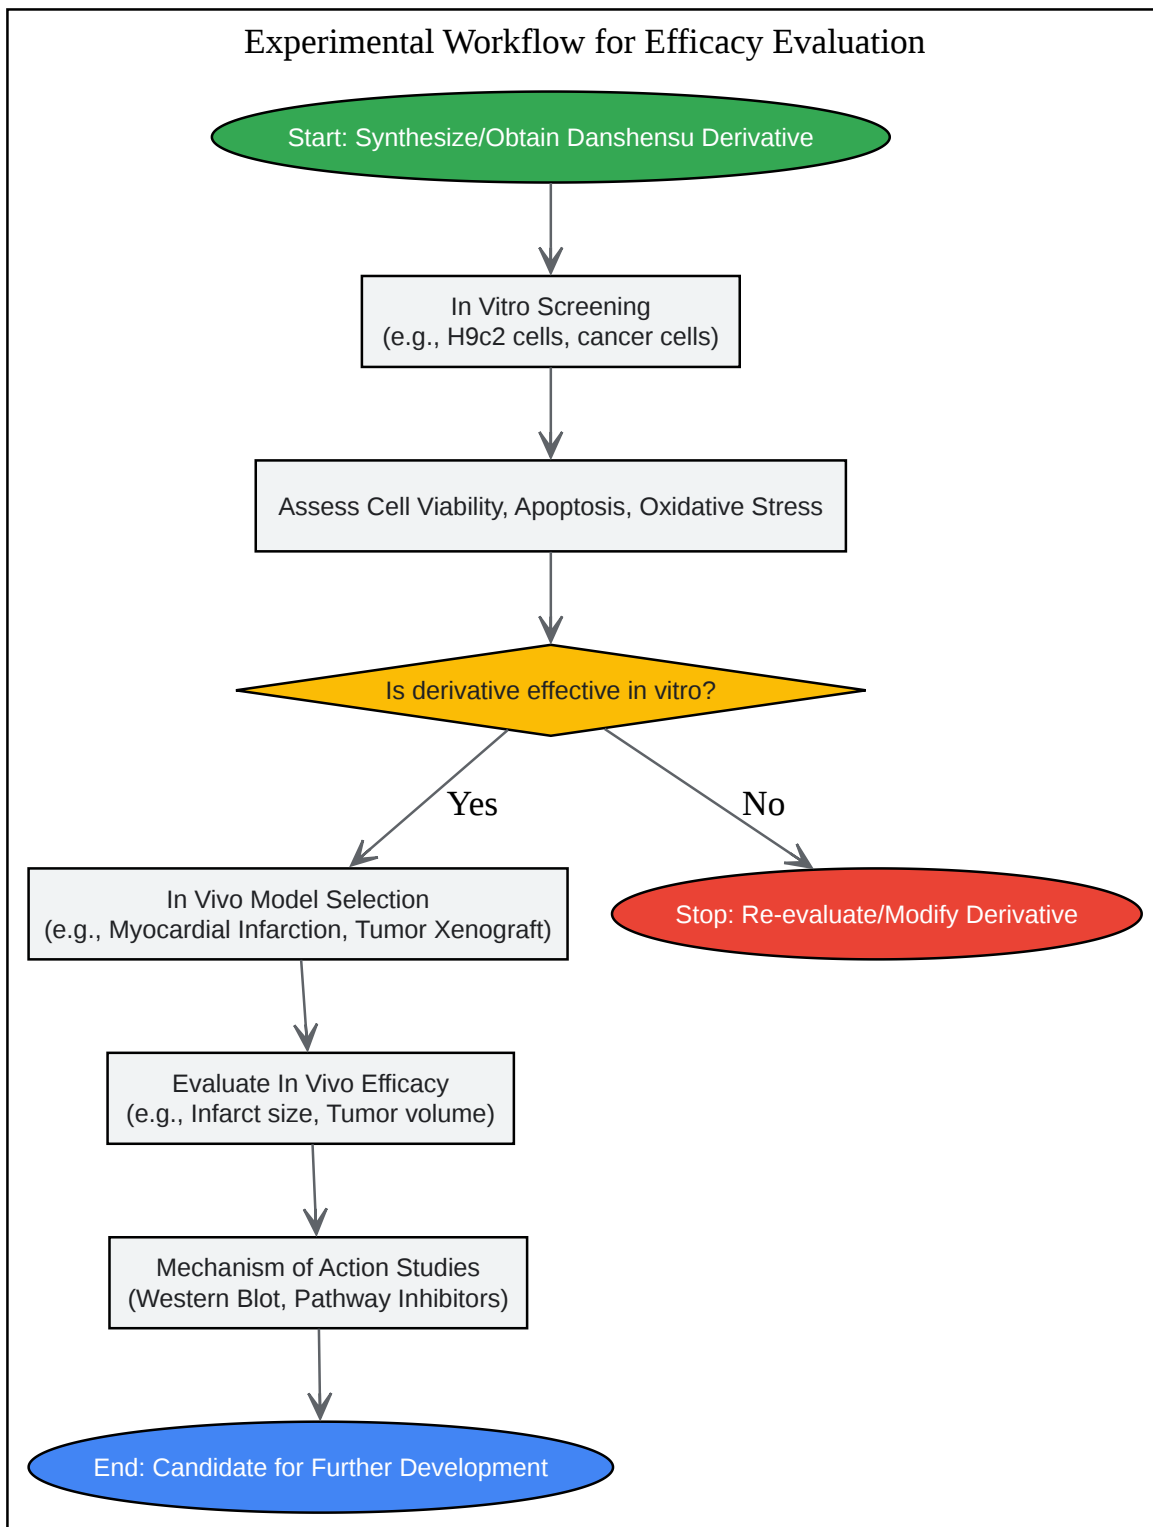 Experimental Workflow for Efficacy Evaluation
Start: Synthesize/Obtain Danshensu Derivative
In Vitro Screening
(e.g., H9c2 cells, cancer cells)
Assess Cell Viability, Apoptosis, Oxidative Stress
Is derivative effective in vitro?
Yes
No
In Vivo Model Selection
(e.g., Myocardial Infarction, Tumor Xenograft)
Stop: Re-evaluate/Modify Derivative
Evaluate In Vivo Efficacy
(e.g., Infarct size, Tumor volume)
Mechanism of Action Studies
(Western Blot, Pathway Inhibitors)
End: Candidate for Further Development